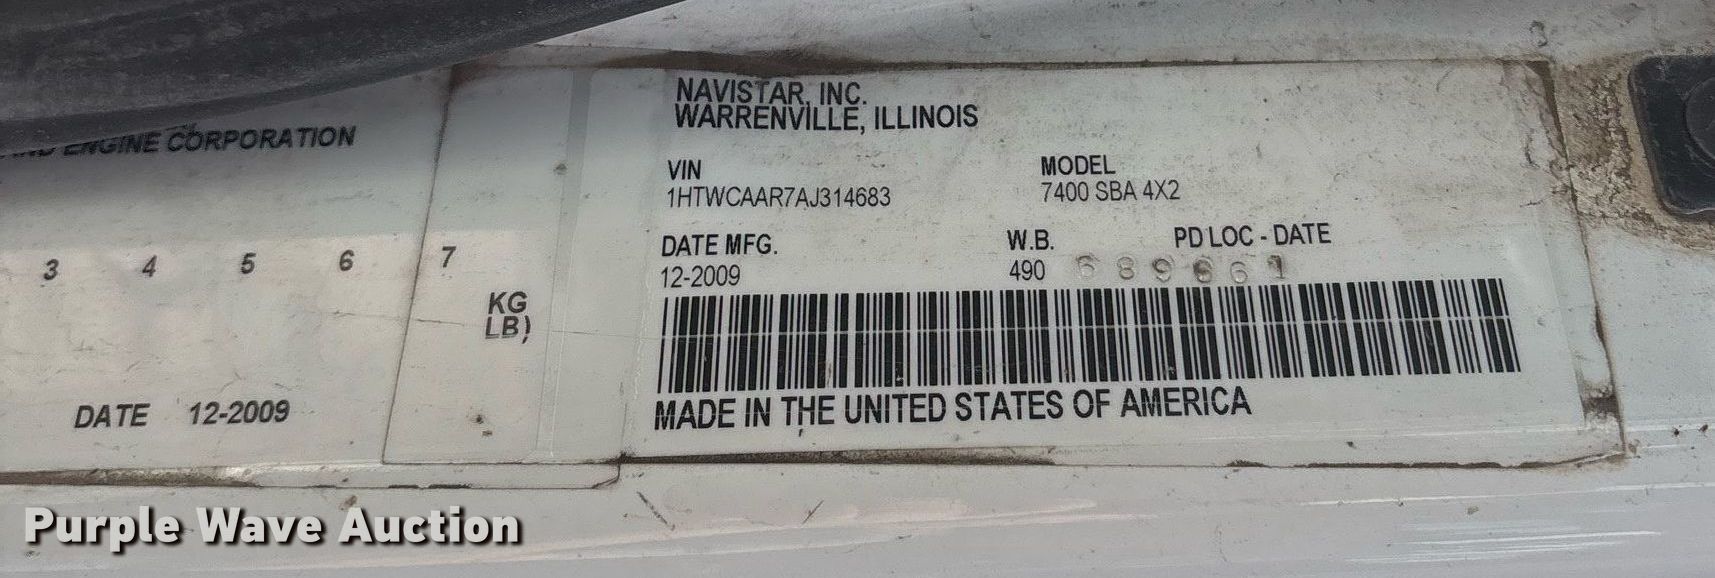 ENGINE CORPORATION
3 4 5 6 7
KG
LB)
DATE 12-2009
NAVISTAR, INC.
WARRENVILLE, ILLINOIS
VIN MODEL
1HTWCAAR7AJ314683 7400 SBA 4X2
DATE MFG. W.B. PD LOC - DATE
12-2009 490
MADE IN THE UNITED STATES OF AMERICA
Purple Wave Auction